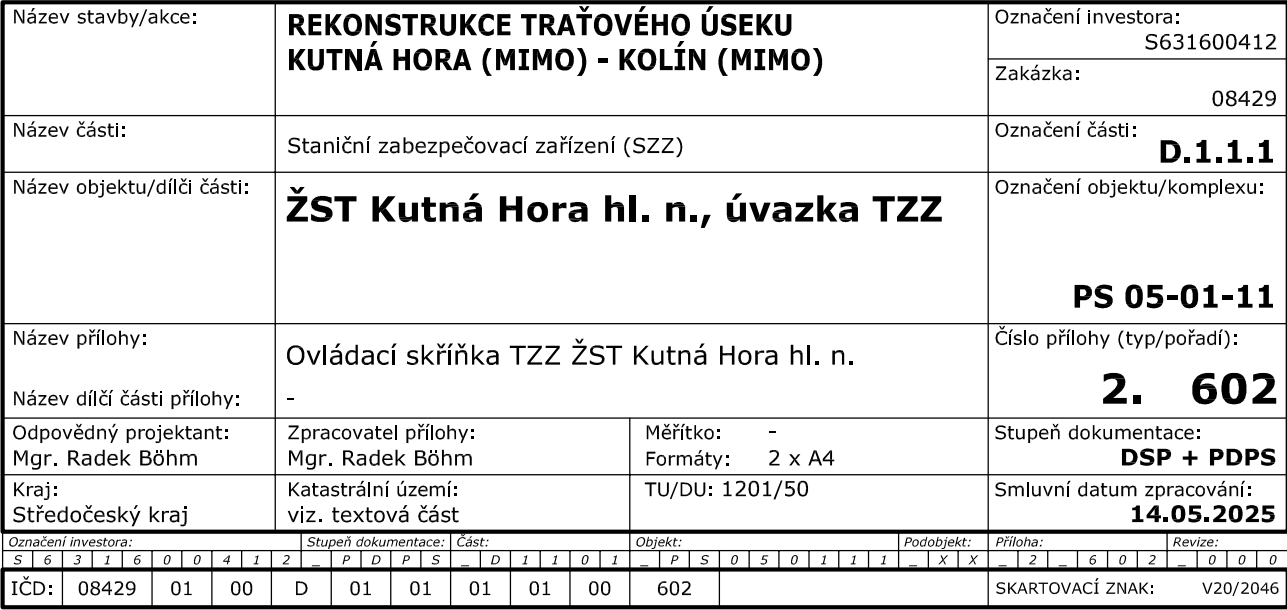 Název stavby/akce:
REKONSTRUKCE TRAŤOVÉHO ÚSEKU
KUTNÁ HORA (MIMO) - KOLÍN (MIMO)
Označení investora:
S631600412
Zakázka:
08429
Název části:
Staniční zabezpečovací zařízení (SZZ)
Označení části:
D.1.1.1
Název objektu/dílči části:
ŽST Kutná Hora hl. n., úvazka TZZ
Označení objektu/komplexu:
PS 05-01-11
Název přílohy:
Ovládací skříňka TZZ ŽST Kutná Hora hl. n.
Název dílčí části přílohy:
-
Číslo přílohy (typ/pořadí):
2. 602
Odpovědný projektant:
Mgr. Radek Böhm
Zpracovatel přílohy:
Mgr. Radek Böhm
Měřítko: -
Formáty: 2 x A4
Stupeň dokumentace:
DSP + PDPS
Kraj:
Středočeský kraj
Katastrální území:
viz. textová část
TU/DU: 1201/50
Smluvní datum zpracování:
14.05.2025
Označení investora: Stupeň dokumentace: Část: Objekt: Podobjekt: Příloha: Revize:
S 6 3 1 6 0 0 4 1 2 _ P D P S _ D 1 1 0 1 _ P S 0 5 0 1 1 1 _ X X _ 2 _ 6 0 2 _ 0 0 0
IČD: 08429 01 00 D 01 01 01 01 00 602 SKARTOVACÍ ZNAK: V20/2046